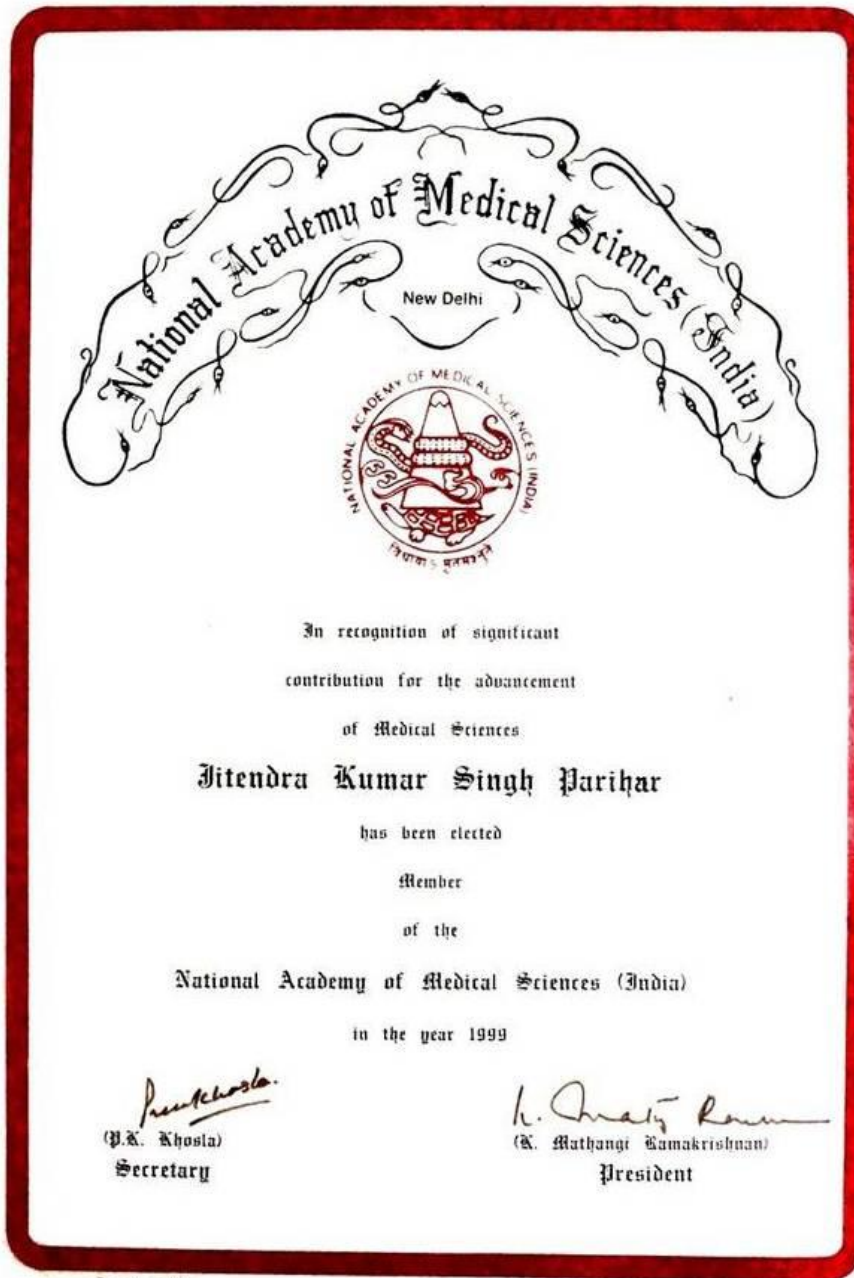 National Academy of Medical Sciences (India)
New Delhi
NATIONAL ACADEMY OF MEDICAL SCIENCES (INDIA)
In recognition of significant
contribution for the advancement
of Medical Sciences
Jitendra Kumar Singh Parihar
has been elected
Member
of the
National Academy of Medical Sciences (India)
in the year 1999
(P.K. Khosla)
Secretary
(K. Mathangi Ramakrishnan)
President